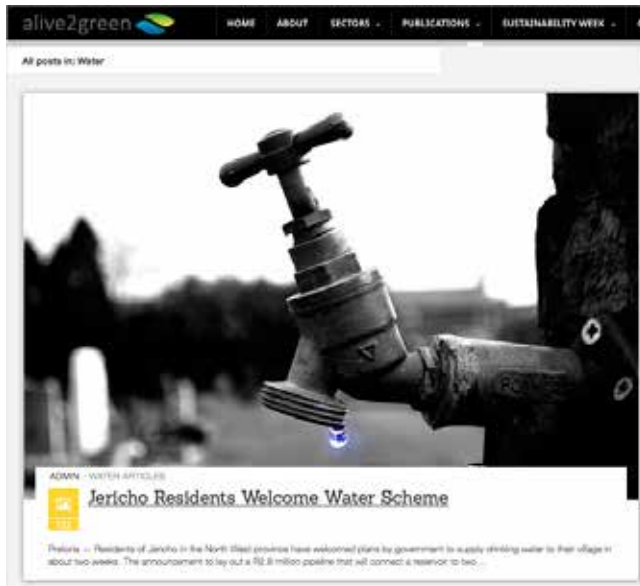 alive2green
HOME ABOUT SECTORS PUBLICATIONS SUSTAINABILITY WEEK
All posts in: Water
ADMIN - WATER ARTICLES
Jericho Residents Welcome Water Scheme
Pretoria — Residents of Jericho in the North West province have welcomed plans by government to supply drinking water to their village in
about two weeks. The announcement to lay out a R2.8 million pipeline that will connect a reservoir to two ...